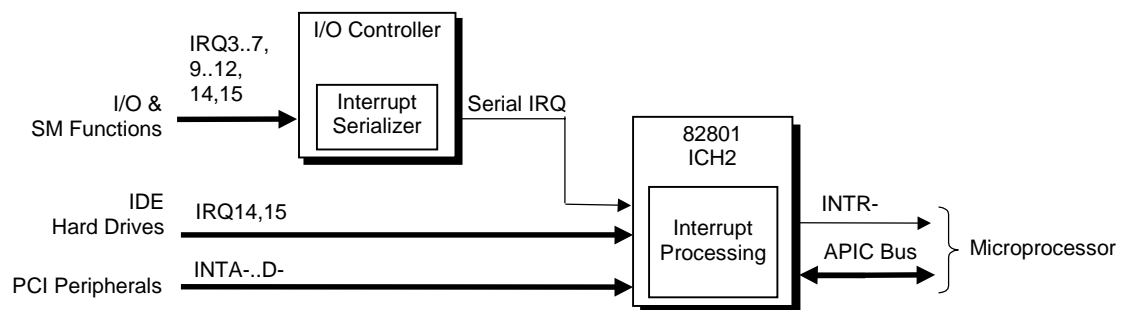 I/O Controller
IRQ3..7,
9..12,
14,15
I/O &
SM Functions
Interrupt
Serializer
Serial IRQ
82801
ICH2
IDE
Hard Drives
IRQ14,15
Interrupt
Processing
INTR-
APIC Bus
Microprocessor
PCI Peripherals
INTA-..D-